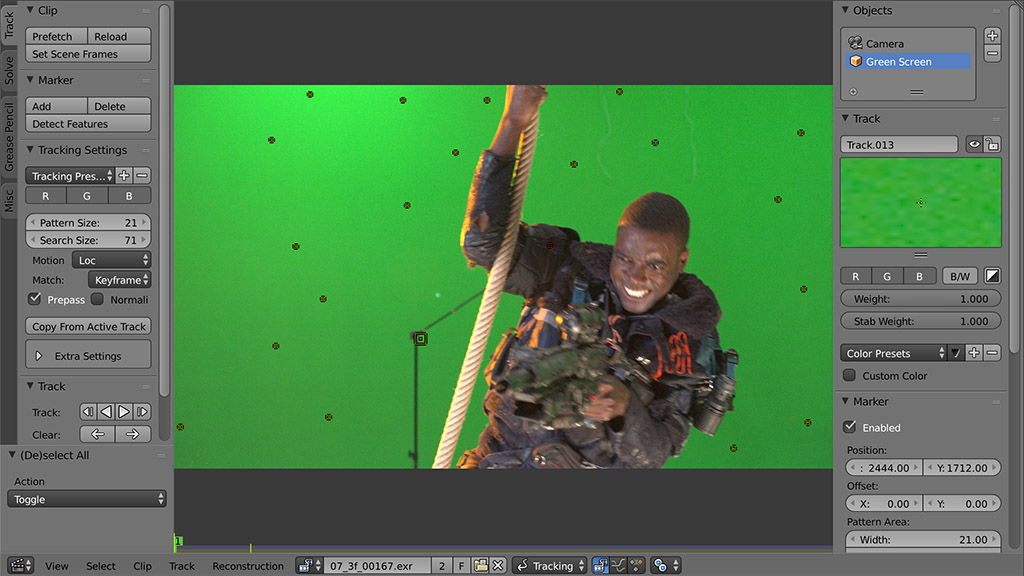 Track
Solve
Grease Pencil
Misc
Clip
Prefetch Reload
Set Scene Frames
Marker
Add Delete
Detect Features
Tracking Settings
Tracking Pres...
R G B
Pattern Size: 21
Search Size: 71
Motion Loc
Match: Keyframe
Prepass Normali
Copy From Active Track
Extra Settings
Track
Track:
Clear:
(De)select All
Action
Toggle
1
Objects
Camera
Green Screen
Track
Track.013
R G B B/W
Weight: 1.000
Stab Weight: 1.000
Color Presets
Custom Color
Marker
Enabled
Position:
: 2444.00 Y: 1712.00
Offset:
X: 0.00 Y: 0.00
Pattern Area:
Width: 21.00
View Select Clip Track Reconstruction 07_3f_00167.exr 2 F Tracking